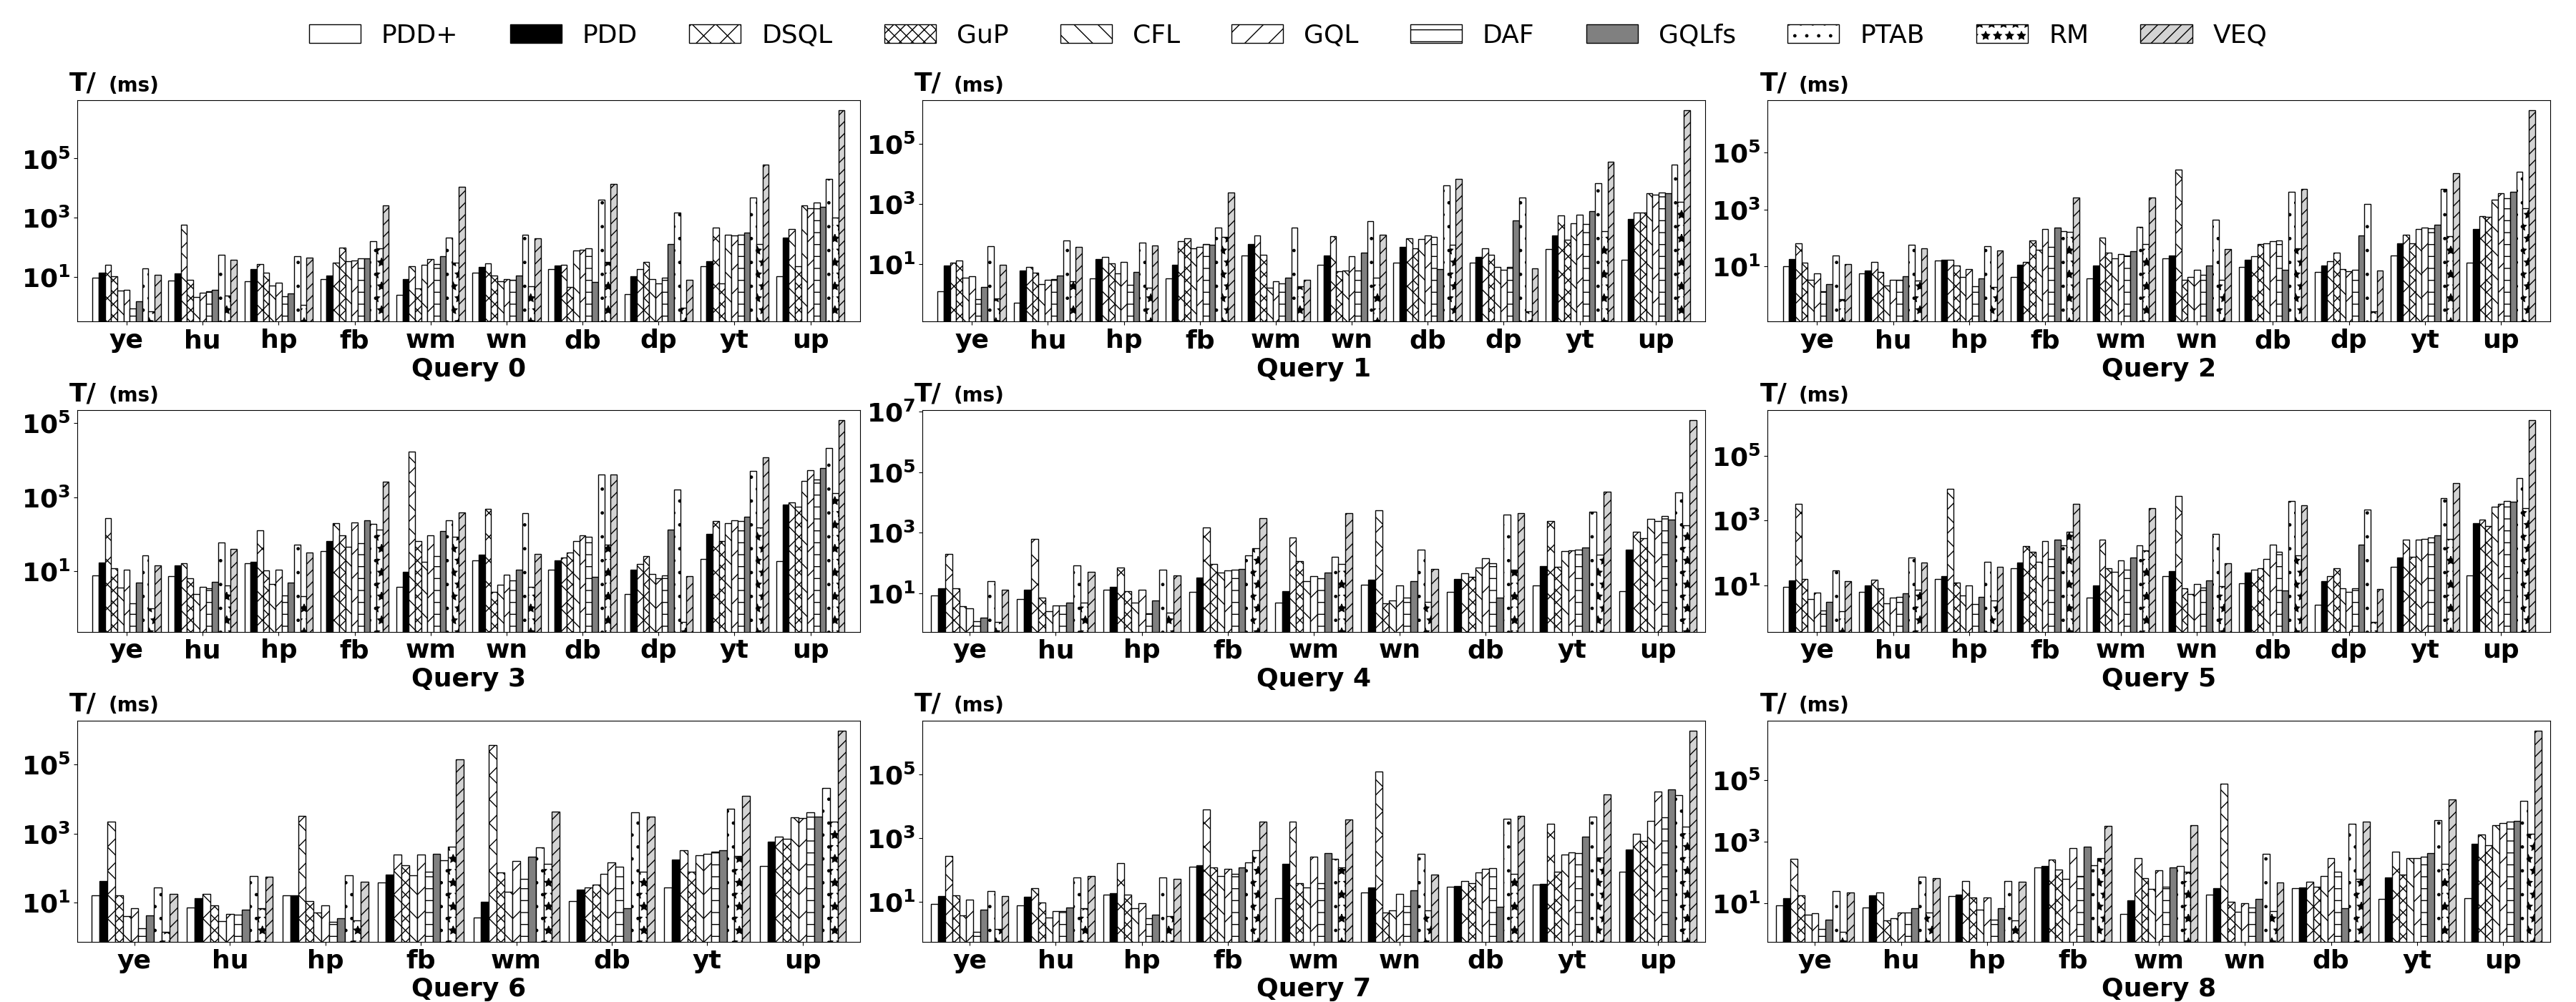 PDD+ PDD DSQL GuP CFL GQL DAF GQLfs PTAB RM VEQ
T/ (ms) T/ (ms) T/ (ms)
10^5 10^5 10^5
10^3 10^3 10^3
10^1 10^1 10^1
ye hu hp fb wm wn db dp yt up ye hu hp fb wm wn db dp yt up ye hu hp fb wm wn db dp yt up
Query 0 Query 1 Query 2
T/ (ms) T/ (ms) T/ (ms)
10^5 10^7 10^5
10^3 10^5 10^3
10^1 10^3 10^1
10^1
ye hu hp fb wm wn db dp yt up ye hu hp fb wm wn db yt up ye hu hp fb wm wn db dp yt up
Query 3 Query 4 Query 5
T/ (ms) T/ (ms) T/ (ms)
10^5 10^5 10^5
10^3 10^3 10^3
10^1 10^1 10^1
ye hu hp fb wm db yt up ye hu hp fb wm wn db yt up ye hu hp fb wm wn db yt up
Query 6 Query 7 Query 8